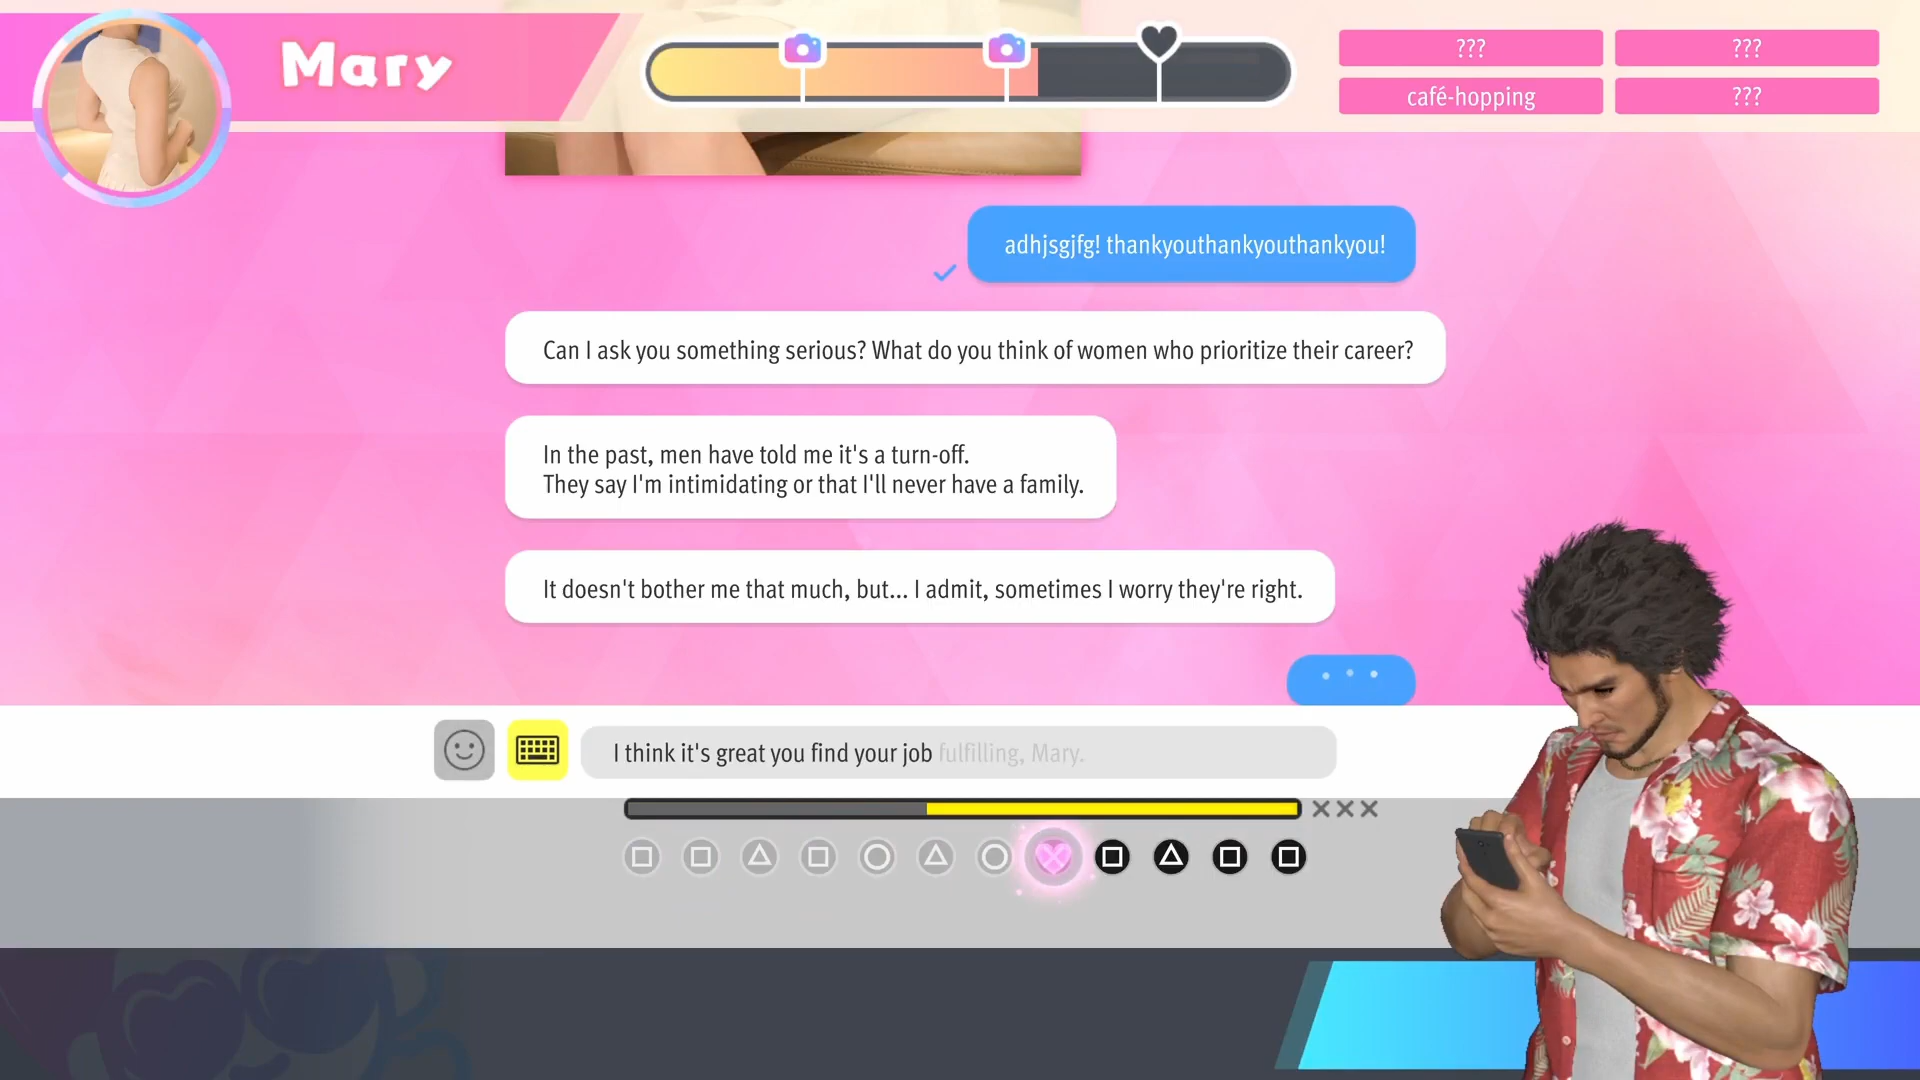 Mary
???
???
café-hopping
???
adhjsgjfg! thankyouthankyouthankyou!
Can I ask you something serious? What do you think of women who prioritize their career?
In the past, men have told me it's a turn-off.
They say I'm intimidating or that I'll never have a family.
It doesn't bother me that much, but... I admit, sometimes I worry they're right.
I think it's great you find your job fulfilling, Mary.